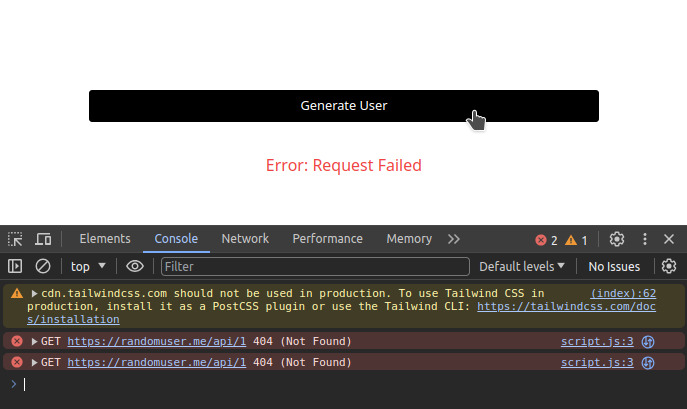 Generate User
Error: Request Failed
Elements Console Network Performance Memory 2 1
top Filter Default levels No Issues
cdn.tailwindcss.com should not be used in production. To use Tailwind CSS in (index):62
production, install it as a PostCSS plugin or use the Tailwind CLI: https://tailwindcss.com/doc
s/installation
GET https://randomuser.me/api/1 404 (Not Found) script.js:3
GET https://randomuser.me/api/1 404 (Not Found) script.js:3